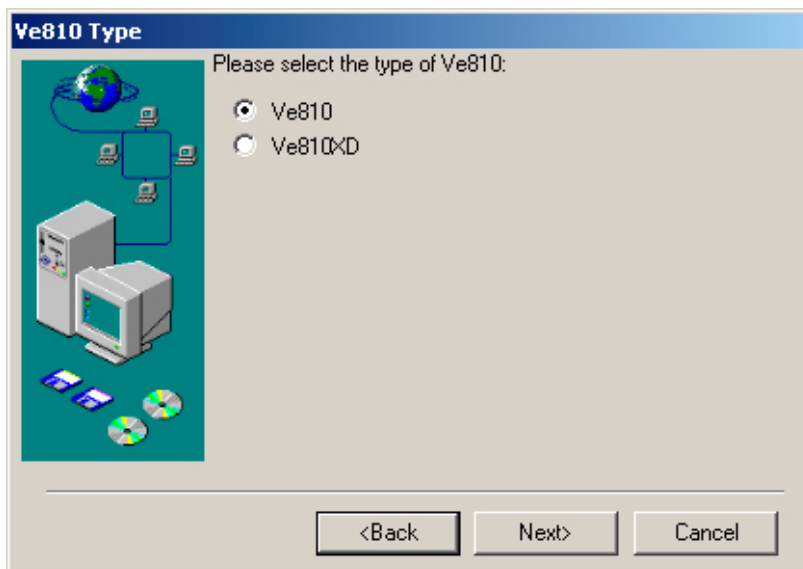 Ve810 Type
Please select the type of Ve810:
Ve810
Ve810XD
<Back
Next>
Cancel